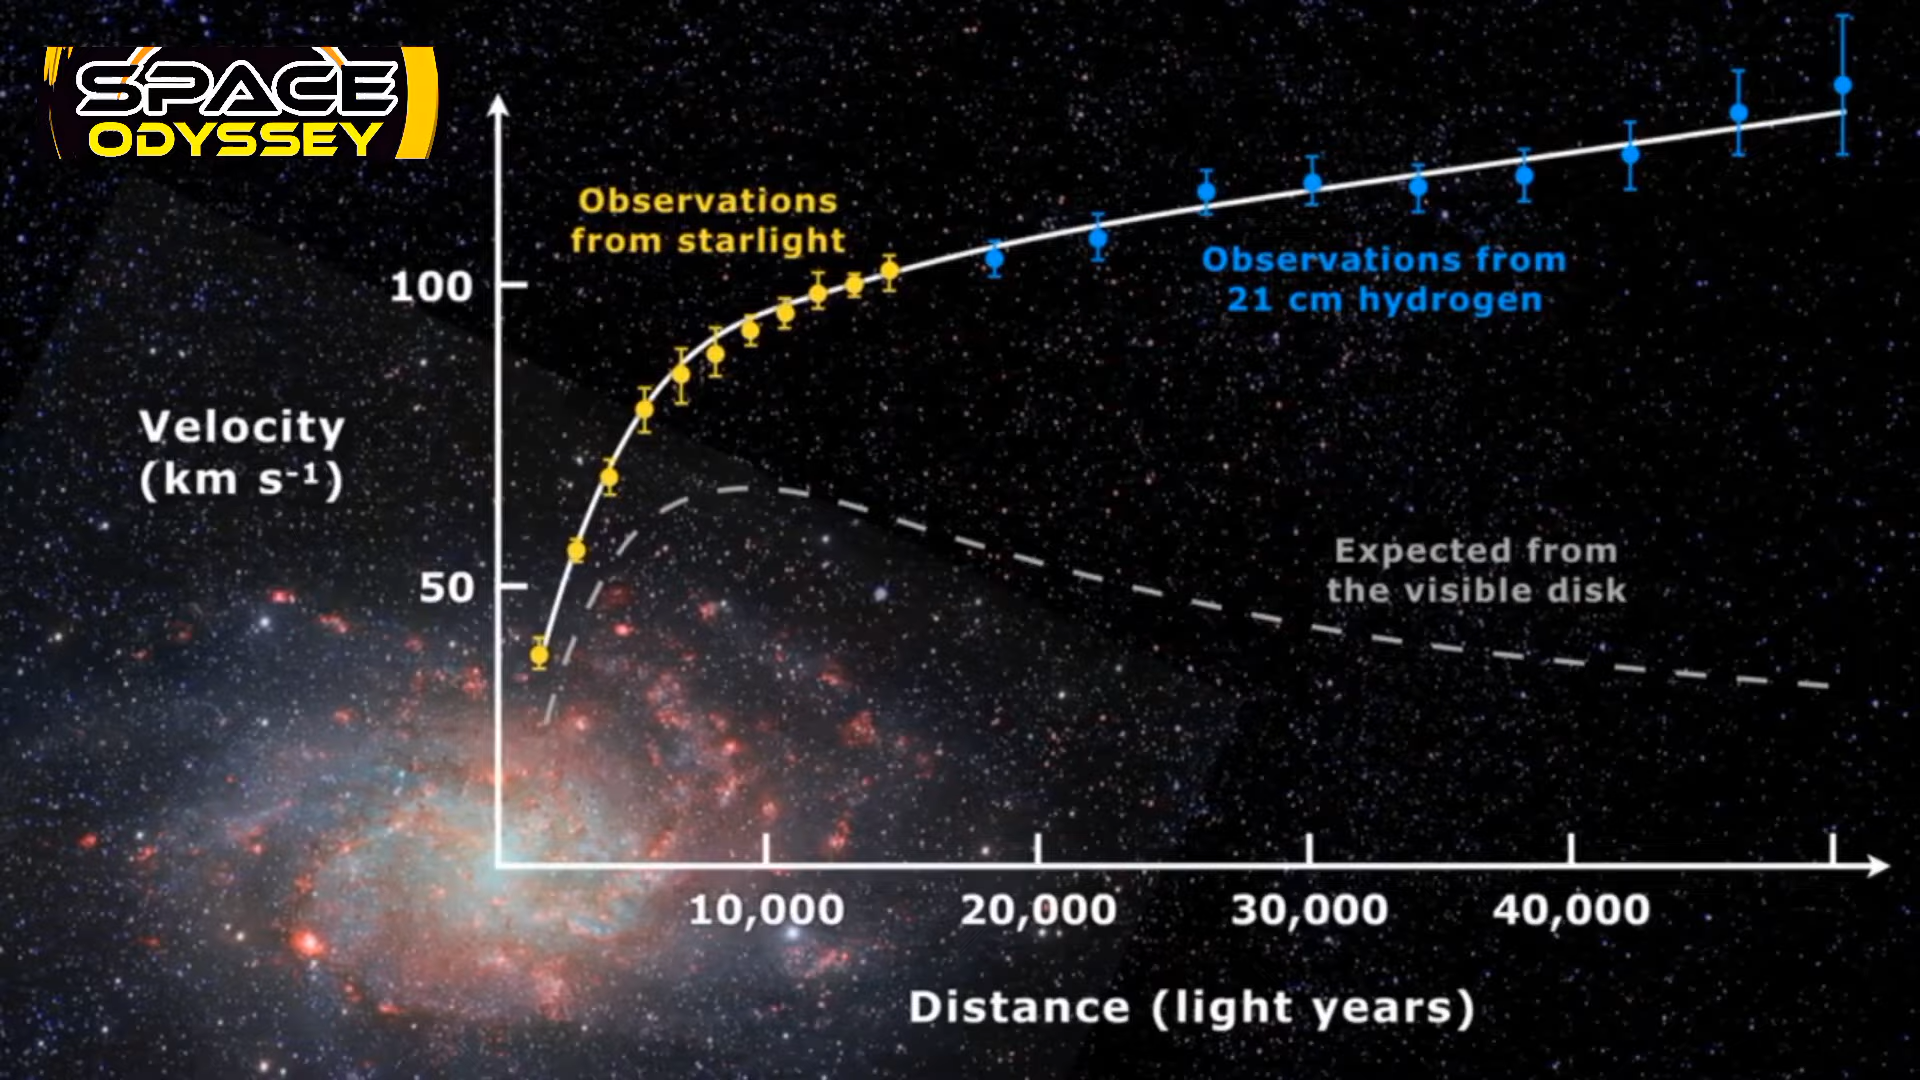 SPACE
ODYSSEY
Observations
from starlight
100
Observations from
21 cm hydrogen
Velocity
(km s-1)
50
Expected from
the visible disk
10,000
20,000
30,000
40,000
Distance (light years)